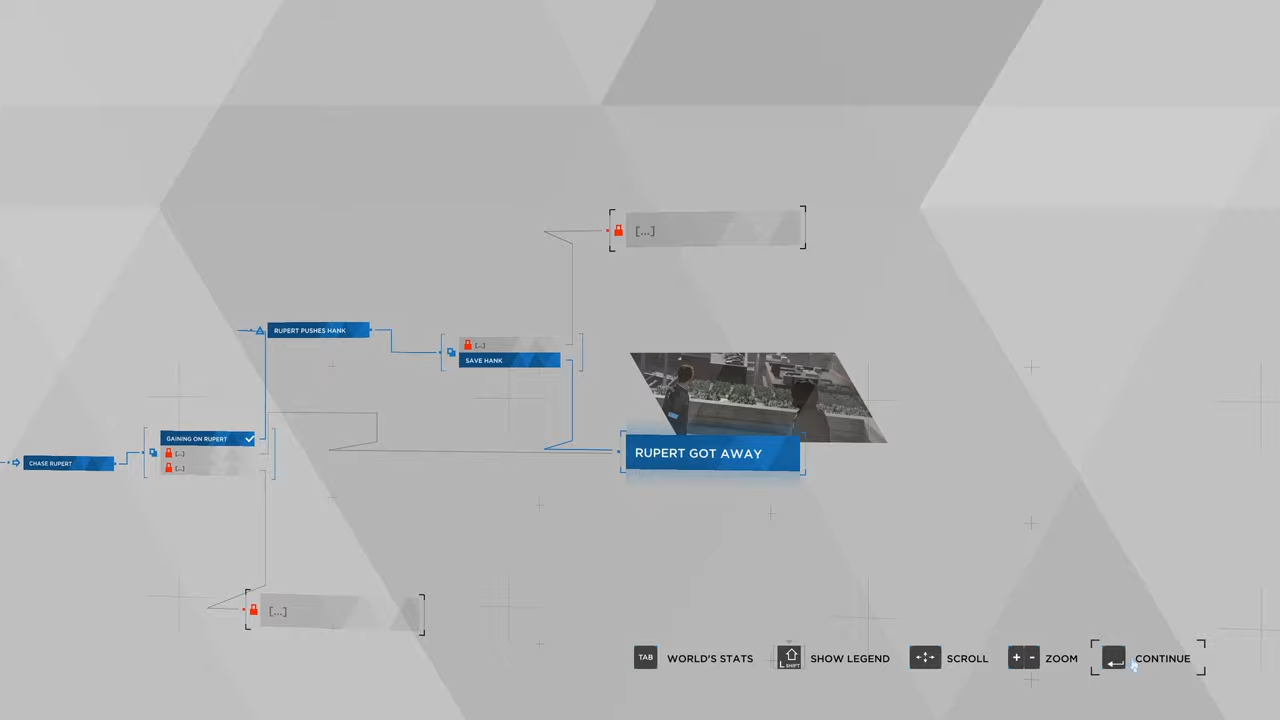 [...]
RUPERT PUSHES HANK
[...]
SAVE HANK
GAINING ON RUPERT
[...]
[...]
CHASE RUPERT
RUPERT GOT AWAY
[...]
TAB WORLD'S STATS
L SHIFT SHOW LEGEND
SCROLL
+ - ZOOM
CONTINUE